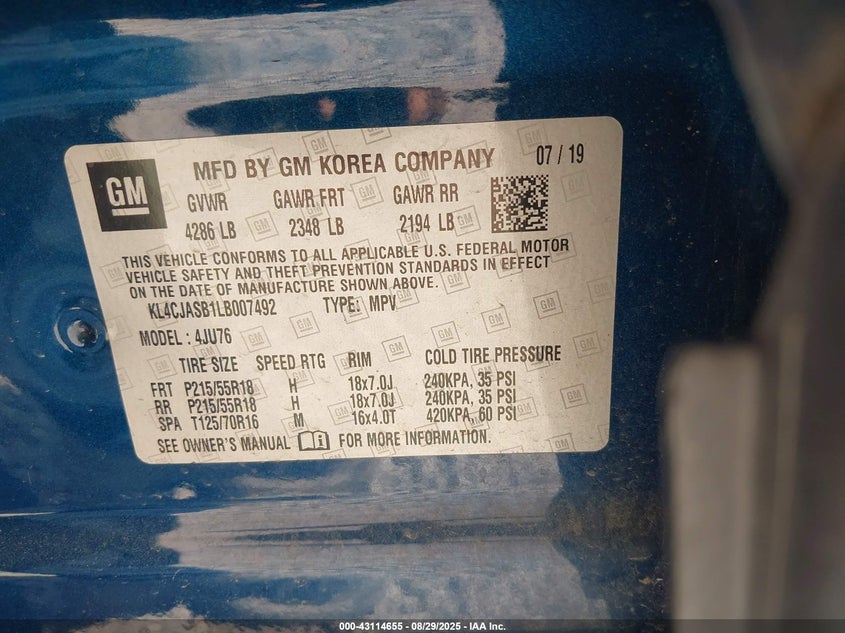 GM
MFD BY GM KOREA COMPANY 07 / 19
GVWR GAWR FRT GAWR RR
4286 LB 2348 LB 2194 LB
THIS VEHICLE CONFORMS TO ALL APPLICABLE U.S. FEDERAL MOTOR
VEHICLE SAFETY AND THEFT PREVENTION STANDARDS IN EFFECT
ON THE DATE OF MANUFACTURE SHOWN ABOVE.
KL4CJASB1LB007492 TYPE: MPV
MODEL : 4JU76
TIRE SIZE SPEED RTG RIM COLD TIRE PRESSURE
FRT P215/55R18 H 18x7.0J 240KPA, 35 PSI
RR P215/55R18 H 18x7.0J 240KPA, 35 PSI
SPA T125/70R16 M 16x4.0T 420KPA, 60 PSI
SEE OWNER'S MANUAL FOR MORE INFORMATION.
000-43114655 - 08/29/2025 - IAA Inc.